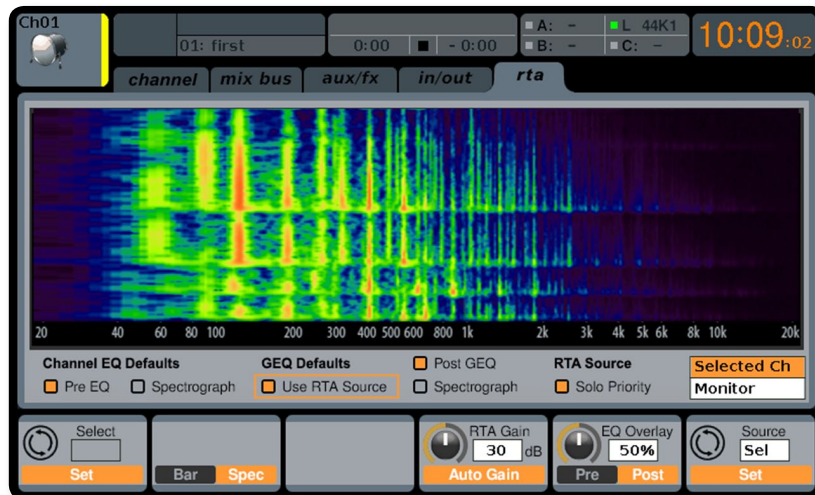 Ch01
A: - L 44K1
01: first 0:00 - 0:00 B: - C: - 10:09:02
channel mix bus aux/fx in/out rta
20 40 60 80 100 200 300 400 500 600 800 1k 2k 3k 4k 5k 6k 8k 10k 20k
Channel EQ Defaults GEQ Defaults Post GEQ RTA Source Selected Ch
Pre EQ Spectrograph Use RTA Source Spectrograph Solo Priority Monitor
Select RTA Gain EQ Overlay Source
30 dB 50% Sel
Set Bar Spec Auto Gain Pre Post Set